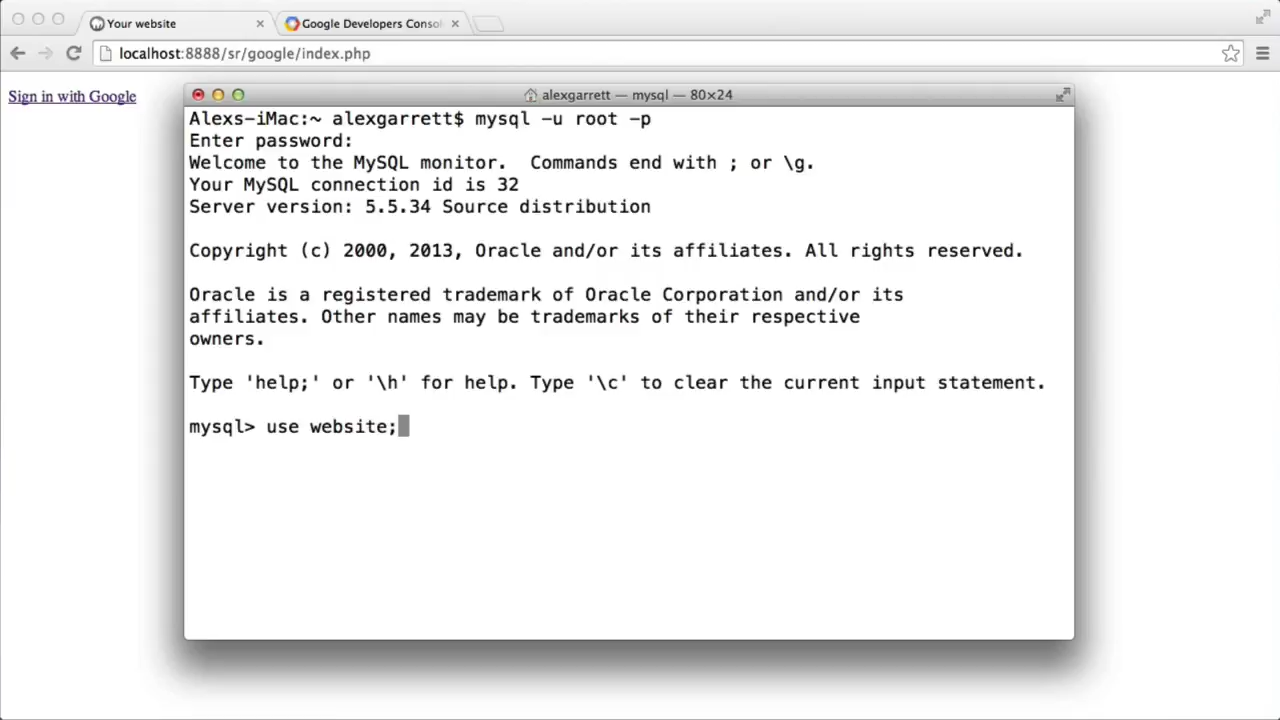 Your website
Google Developers Consol
localhost:8888/sr/google/index.php
Sign in with Google
alexgarrett — mysql — 80×24
Alexs-iMac:~ alexgarrett$ mysql -u root -p
Enter password:
Welcome to the MySQL monitor.  Commands end with ; or \g.
Your MySQL connection id is 32
Server version: 5.5.34 Source distribution
Copyright (c) 2000, 2013, Oracle and/or its affiliates. All rights reserved.
Oracle is a registered trademark of Oracle Corporation and/or its
affiliates. Other names may be trademarks of their respective
owners.
Type 'help;' or '\h' for help. Type '\c' to clear the current input statement.
mysql> use website;